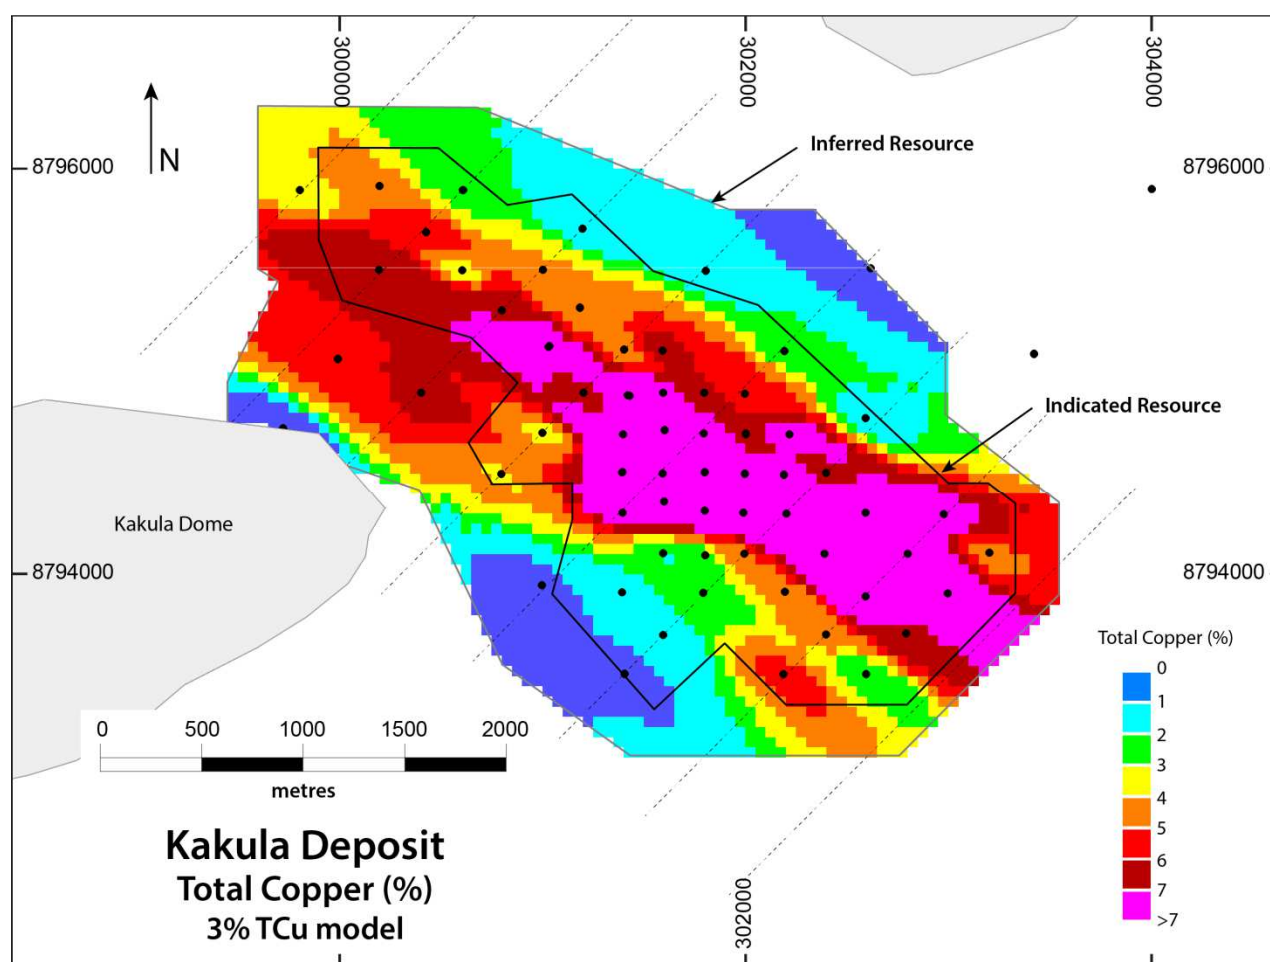 300000
302000
304000
N
8796000
8796000
Inferred Resource
Indicated Resource
Kakula Dome
8794000
8794000
Total Copper (%)
0
1
2
3
4
5
6
7
>7
0
500
1000
1500
2000
metres
Kakula Deposit
Total Copper (%)
3% TCu model
302000